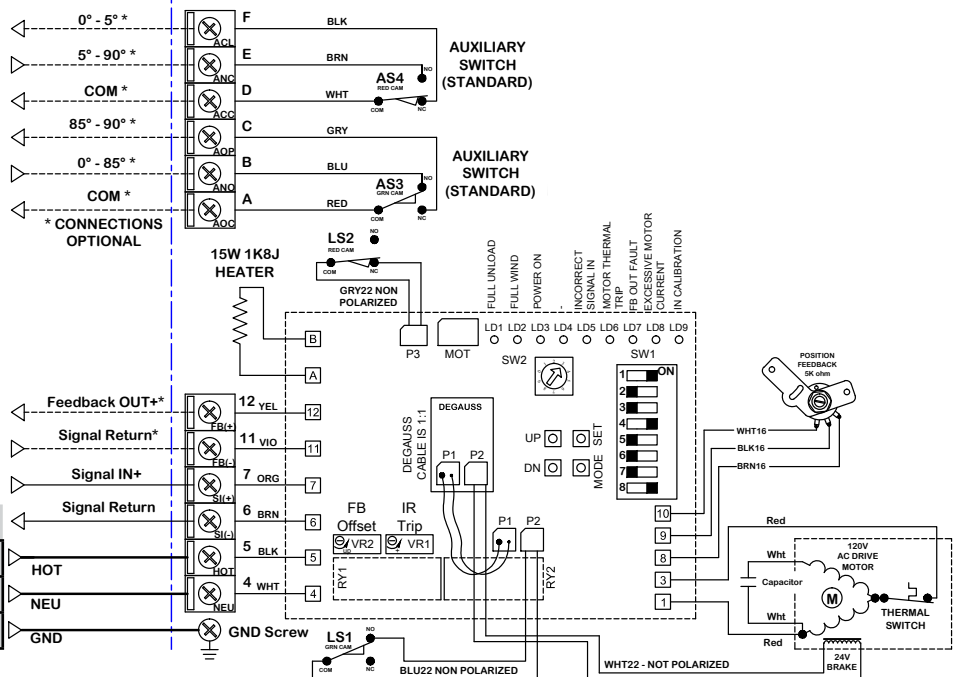 0° - 5° *
F
BLK
ACL
5° - 90° *
E
BRN
ANC
COM *
D
WHT
ACC
AS4
RED CAM
NO
COM
NC
AUXILIARY
SWITCH
(STANDARD)
85° - 90° *
C
GRY
AOP
0° - 85° *
B
BLU
ANO
COM *
A
RED
AOC
AS3
GRN CAM
NO
COM
NC
AUXILIARY
SWITCH
(STANDARD)
* CONNECTIONS
OPTIONAL
15W 1K8J
HEATER
LS2
RED CAM
NO
COM
NC
GRY22 NON
POLARIZED
FULL UNLOAD
FULL WIND
POWER ON
-
INCORRECT
SIGNAL IN
MOTOR THERMAL
TRIP
FB OUT FAULT
EXCESSIVE MOTOR
CURRENT
IN CALIBRATION
LD1 LD2 LD3 LD4 LD5 LD6 LD7 LD8 LD9
B
A
P3
MOT
SW2
SW1
ON
1
2
3
4
5
6
7
8
DEGAUSS
CABLE IS 1:1
DEGAUSS
P1
P2
UP
DN
MODE SET
POSITION
FEEDBACK
5K ohm
WHT16
BLK16
BRN16
Feedback OUT+*
12
YEL
FB(+)
12
Signal Return*
11
VIO
FB(-)
11
Signal IN+
7
ORG
SI(+)
7
Signal Return
6
BRN
SI(-)
6
HOT
5
BLK
HOT
5
NEU
4
WHT
NEU
4
GND
GND Screw
FB
Offset
VR2
IR
Trip
VR1
P1
P2
RY1
RY2
10
9
8
3
1
Red
120V
AC DRIVE
MOTOR
Wht
Capacitor
M
Wht
Red
THERMAL
SWITCH
24V
BRAKE
LS1
GRN CAM
NO
COM
NC
BLU22 NON POLARIZED
WHT22 - NOT POLARIZED